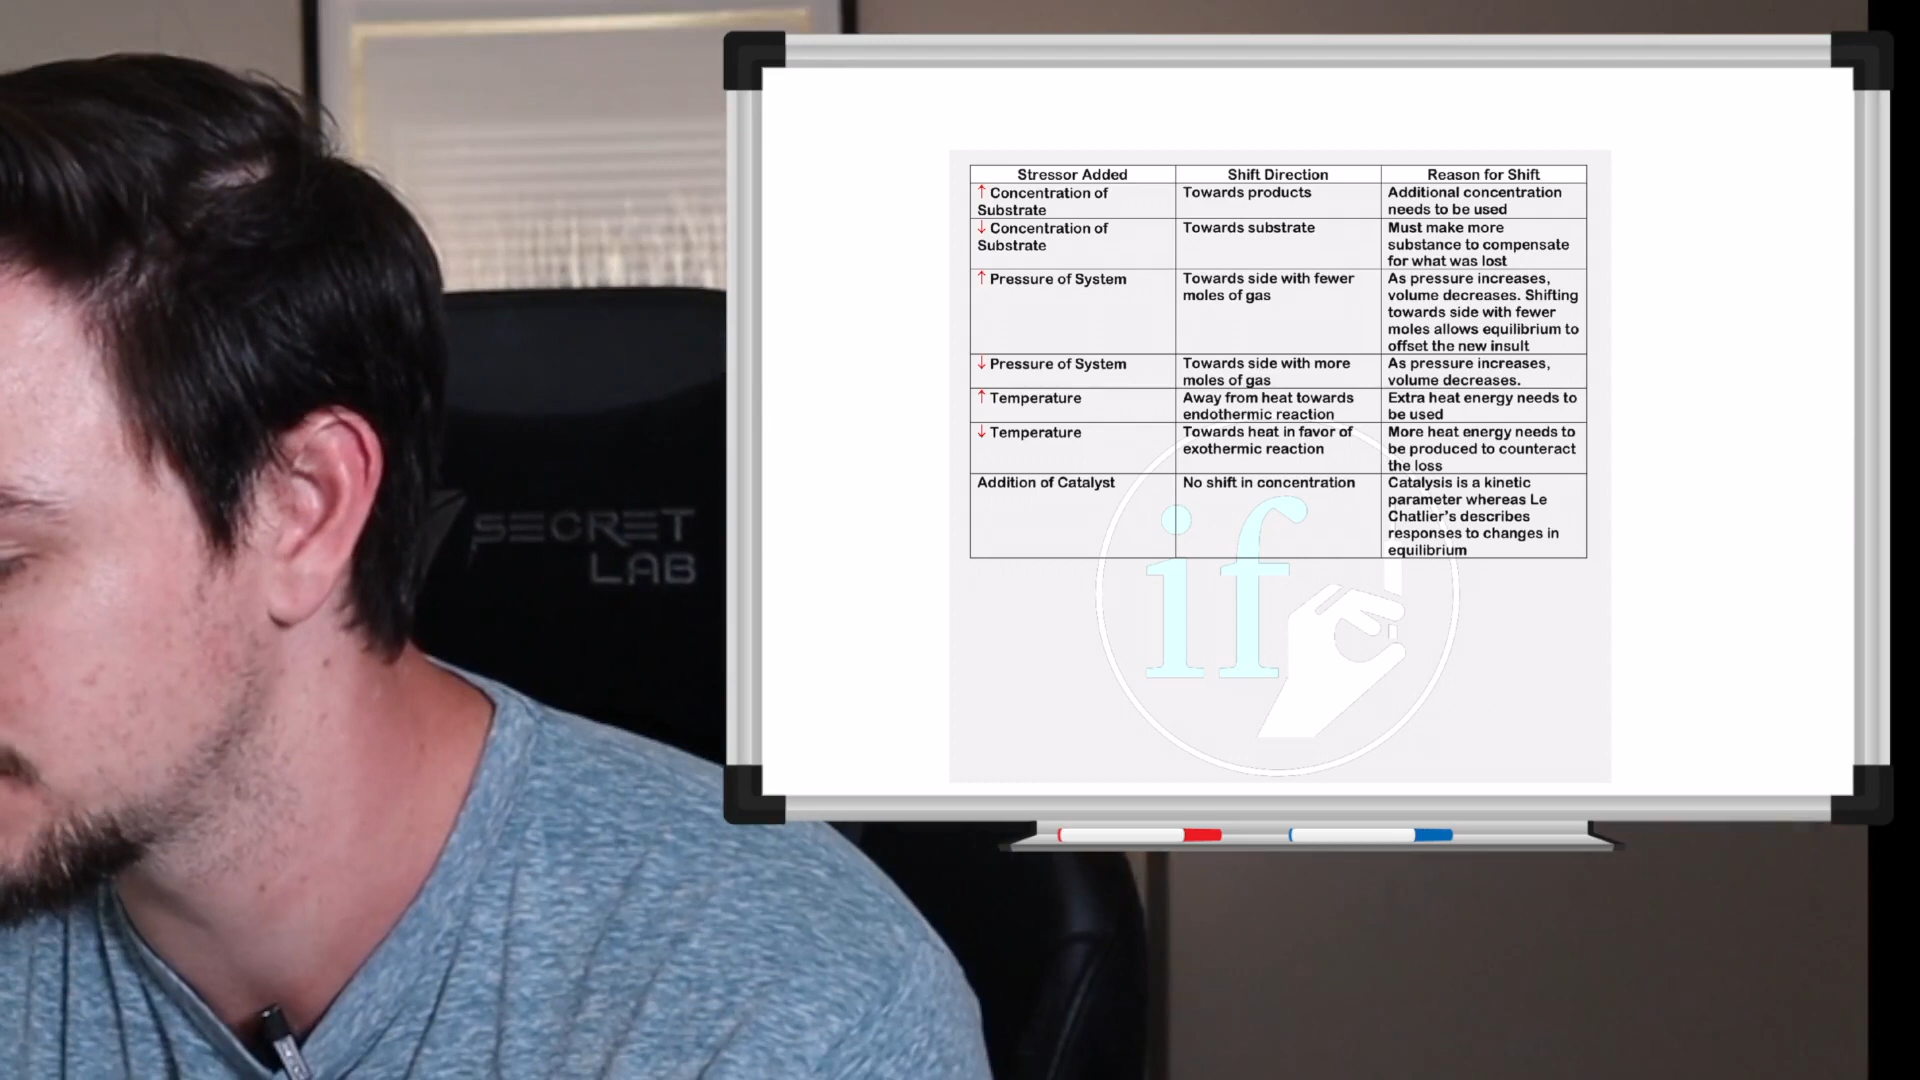 Stressor Added Shift Direction Reason for Shift
↑ Concentration of
Substrate
Towards products
Additional concentration
needs to be used
↓ Concentration of
Substrate
Towards substrate
Must make more
substance to compensate
for what was lost
↑ Pressure of System
Towards side with fewer
moles of gas
As pressure increases,
volume decreases. Shifting
towards side with fewer
moles allows equilibrium to
offset the new insult
↓ Pressure of System
Towards side with more
moles of gas
As pressure increases,
volume decreases.
↑ Temperature
Away from heat towards
endothermic reaction
Extra heat energy needs to
be used
↓ Temperature
Towards heat in favor of
exothermic reaction
More heat energy needs to
be produced to counteract
the loss
Addition of Catalyst
No shift in concentration
Catalysis is a kinetic
parameter whereas Le
Chatlier's describes
responses to changes in
equilibrium
if
SECRET
LAB